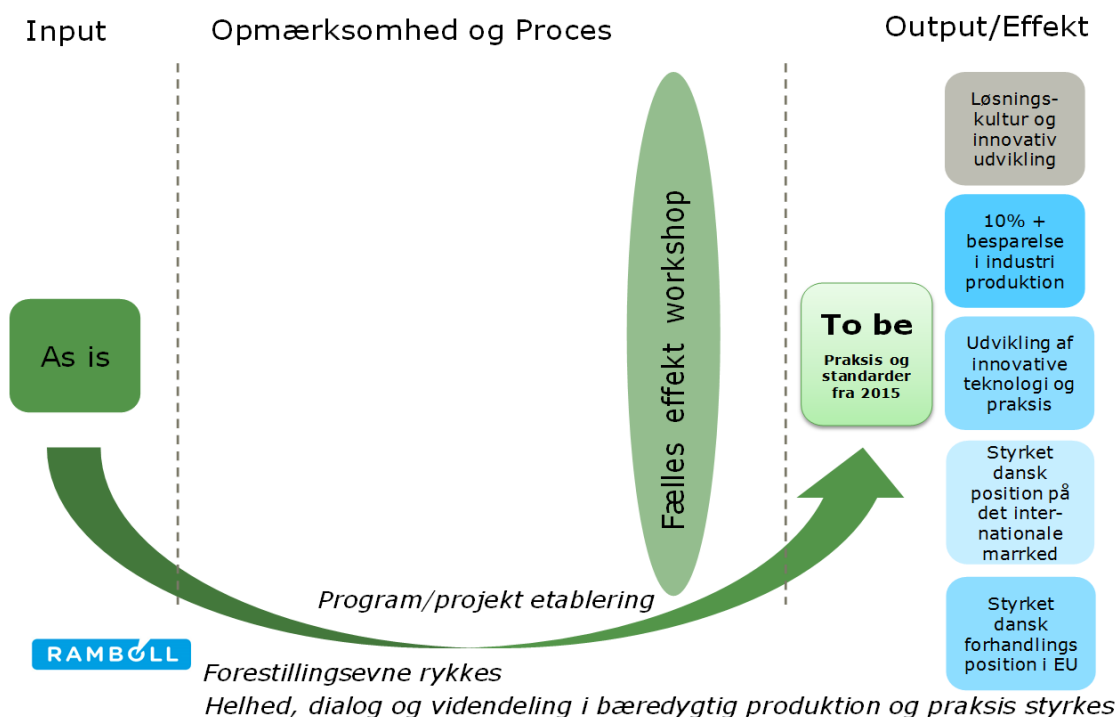 Input
Opmærksomhed og Proces
Output/Effekt
As is
Fælles effekt workshop
To be
Praksis og
standarder
fra 2015
Løsnings-
kultur og
innovativ
udvikling
10% +
besparelse
i industri
produktion
Udvikling af
innovative
teknologi og
praksis
Styrket
dansk
position på
det inter-
nationale
marrked
Styrket
dansk
forhandlings
position i EU
Program/projekt etablering
RAMBOLL
Forestillingsevne rykkes
Helhed, dialog og videndeling i bæredygtig produktion og praksis styrkes